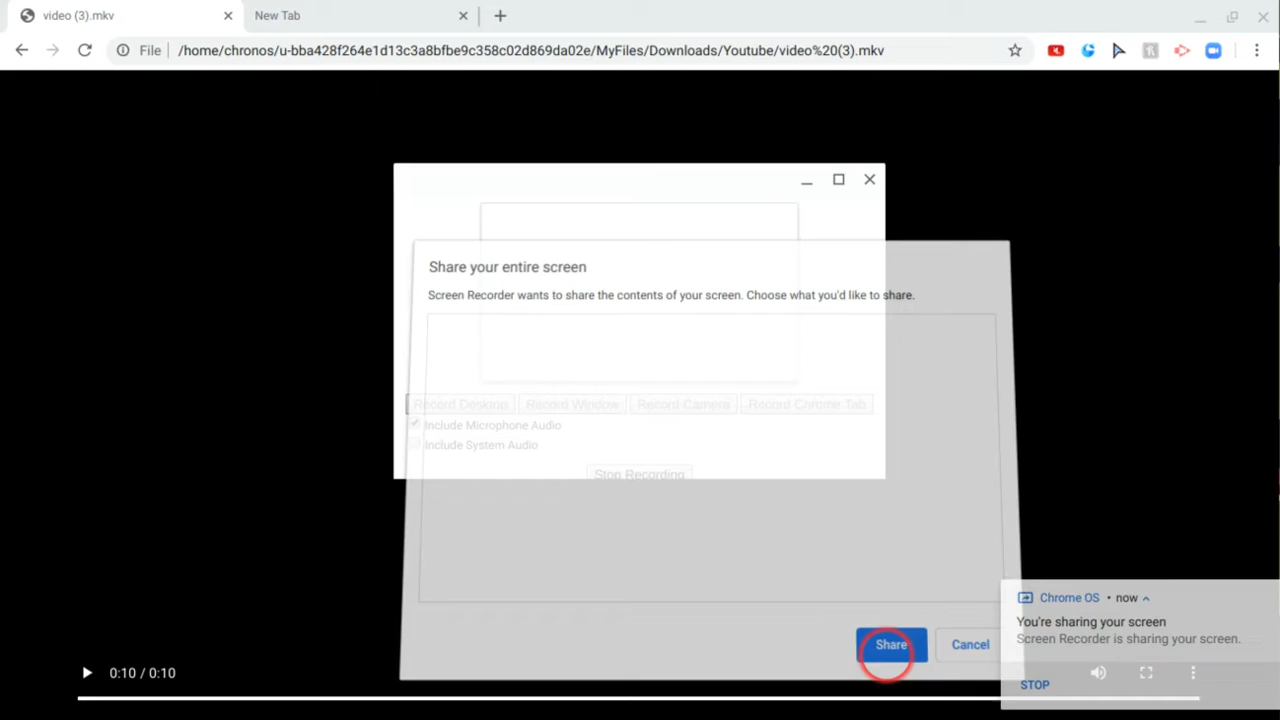 video (3).mkv
New Tab
File
/home/chronos/u-bba428f264e1d13c3a8bfbe9c358c02d869da02e/MyFiles/Downloads/Youtube/video%20(3).mkv
Share your entire screen
Screen Recorder wants to share the contents of your screen. Choose what you'd like to share.
Record Desktop
Record Window
Record Camera
Record Chrome Tab
Include Microphone Audio
Include System Audio
Stop Recording
Chrome OS • now
You're sharing your screen
Screen Recorder is sharing your screen.
Share
Cancel
0:10 / 0:10
STOP